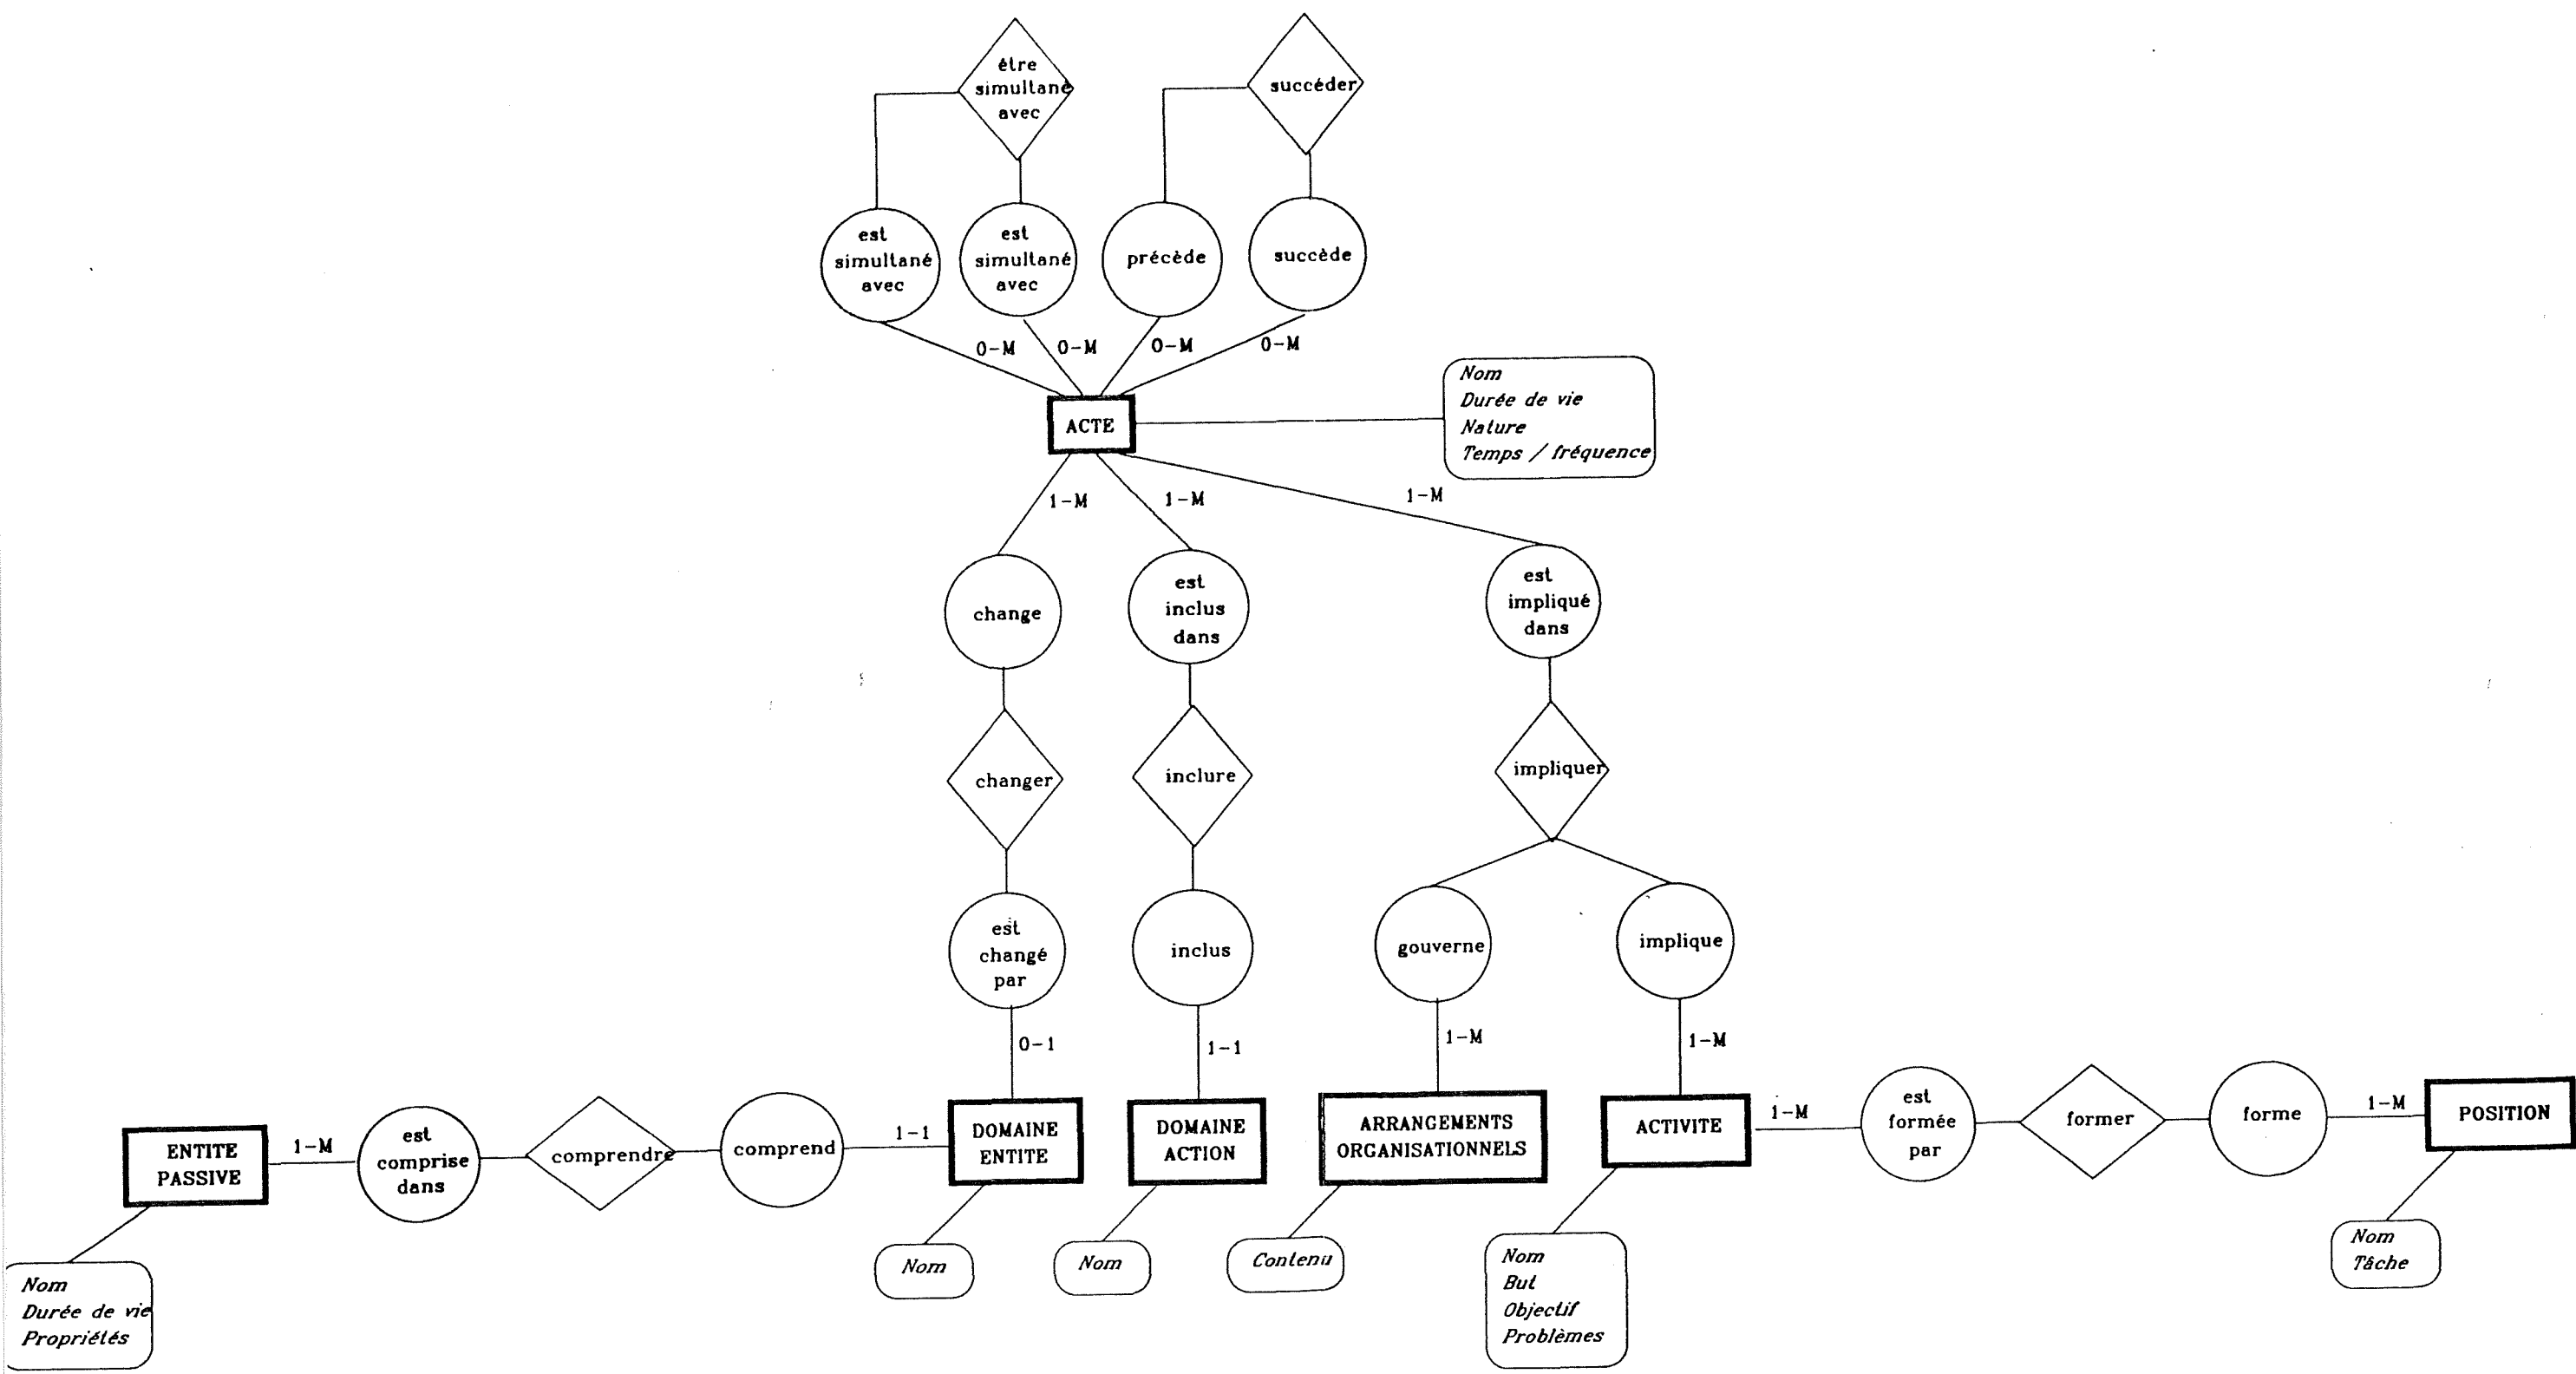 être
simultané
avec
succéder
est
simultané
avec
est
simultané
avec
précède
succède
0-M
0-M
0-M
0-M
ACTE
Nom
Durée de vie
Nature
Temps / fréquence
1-M
1-M
1-M
change
est
inclus
dans
est
impliqué
dans
changer
inclure
impliquer
est
changé
par
inclus
gouverne
implique
0-1
1-1
1-M
1-M
ENTITE
PASSIVE
1-M
est
comprise
dans
comprendre
comprend
1-1
DOMAINE
ENTITE
DOMAINE
ACTION
ARRANGEMENTS
ORGANISATIONNELS
ACTIVITE
1-M
est
formée
par
former
forme
1-M
POSITION
Nom
Durée de vie
Propriétés
Nom
Nom
Contenu
Nom
But
Objectif
Problèmes
Nom
Tâche